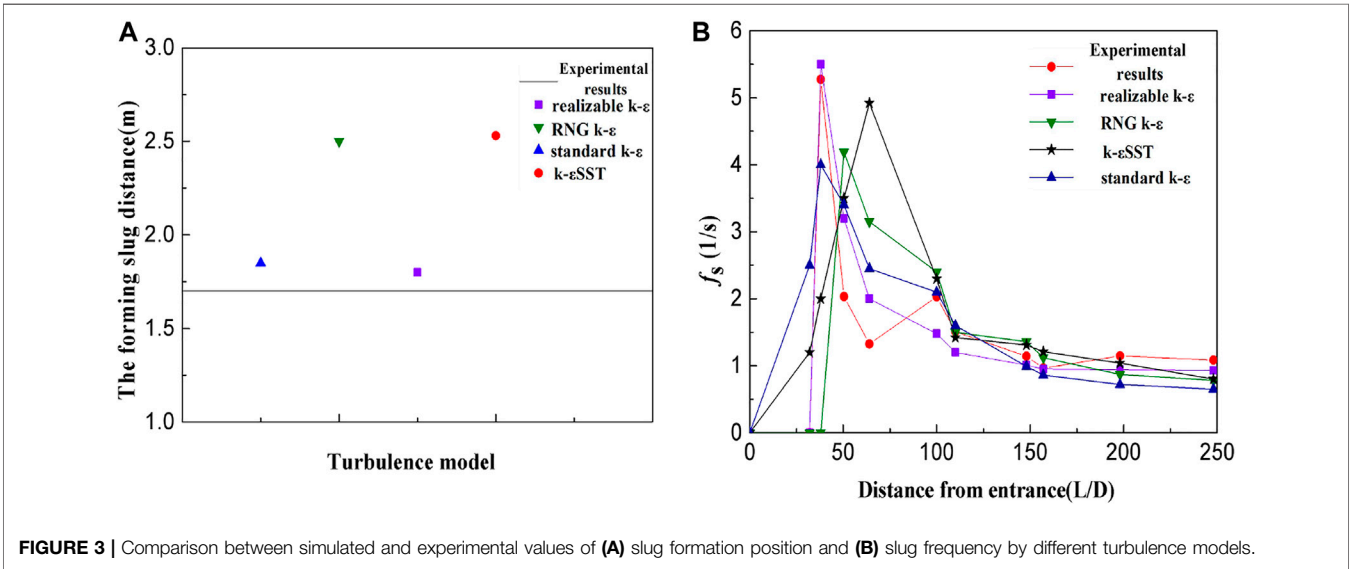 A
3.0
2.5
2.0
1.5
1.0
The forming slug distance(m)
Turbulence model
Experimental
results
realizable k-ε
RNG k-ε
standard k-ε
k-εSST
B
6
5
4
3
2
1
0
fs (1/s)
0 50 100 150 200 250
Distance from entrance(L/D)
Experimental
results
realizable k-ε
RNG k-ε
k-εSST
standard k-ε
FIGURE 3 | Comparison between simulated and experimental values of (A) slug formation position and (B) slug frequency by different turbulence models.